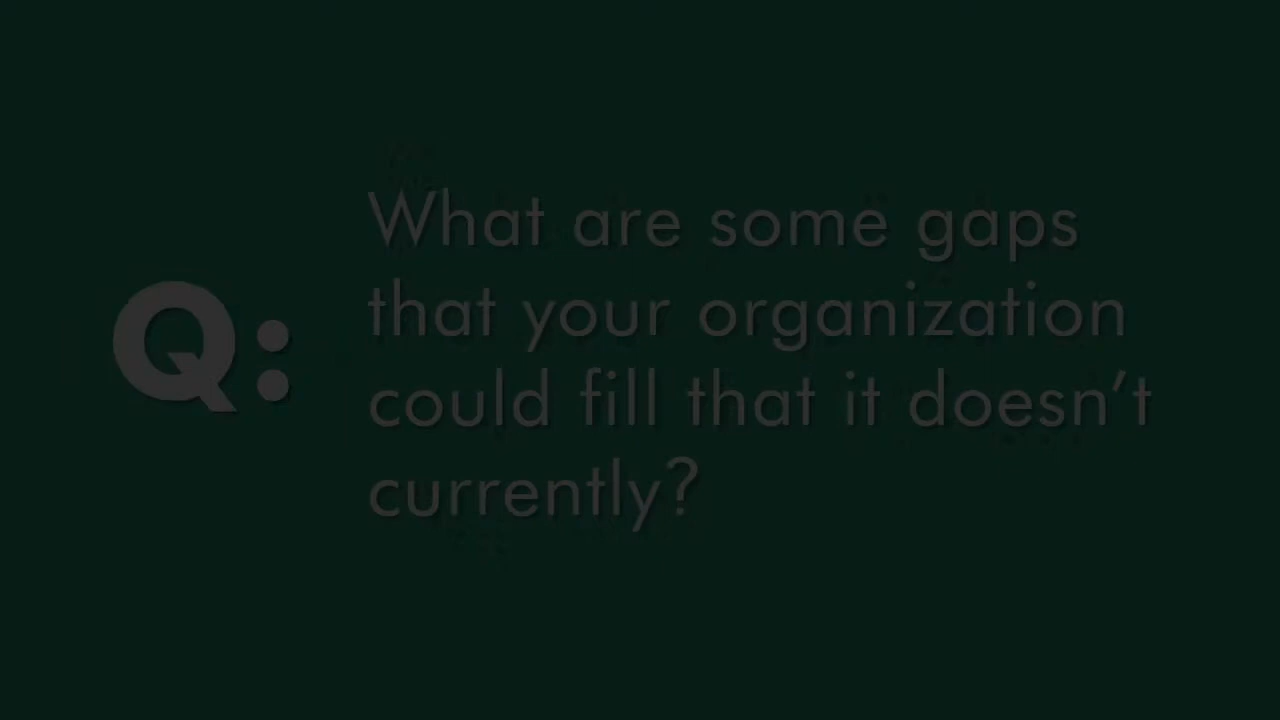 Q:
What are some gaps
that your organization
could fill that it doesn’t
currently?